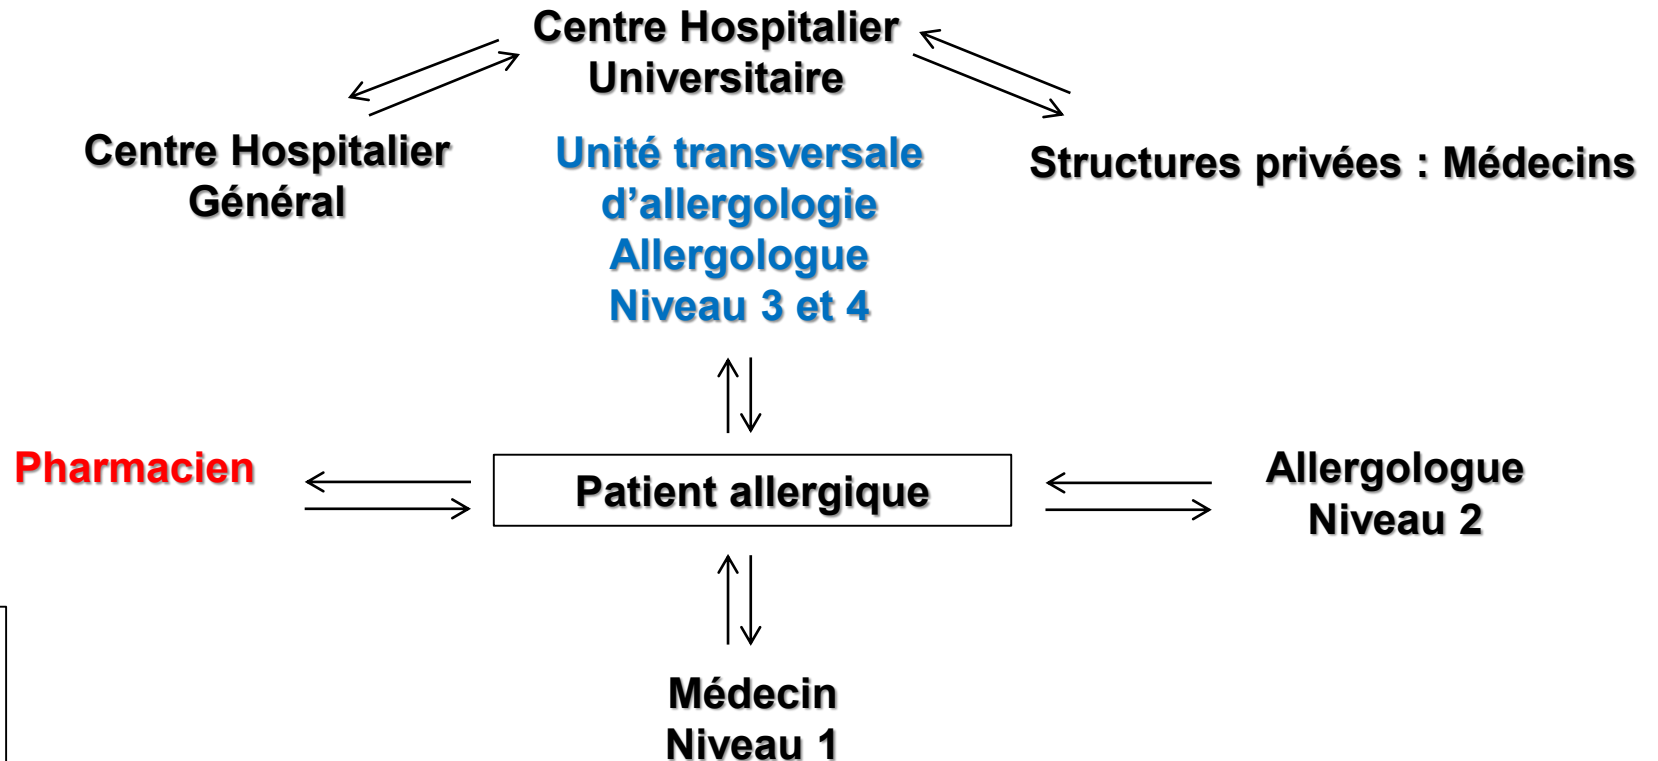 Centre Hospitalier
Universitaire
Centre Hospitalier
Général
Unité transversale
d’allergologie
Allergologue
Niveau 3 et 4
Structures privées : Médecins
Pharmacien
Patient allergique
Allergologue
Niveau 2
Médecin
Niveau 1